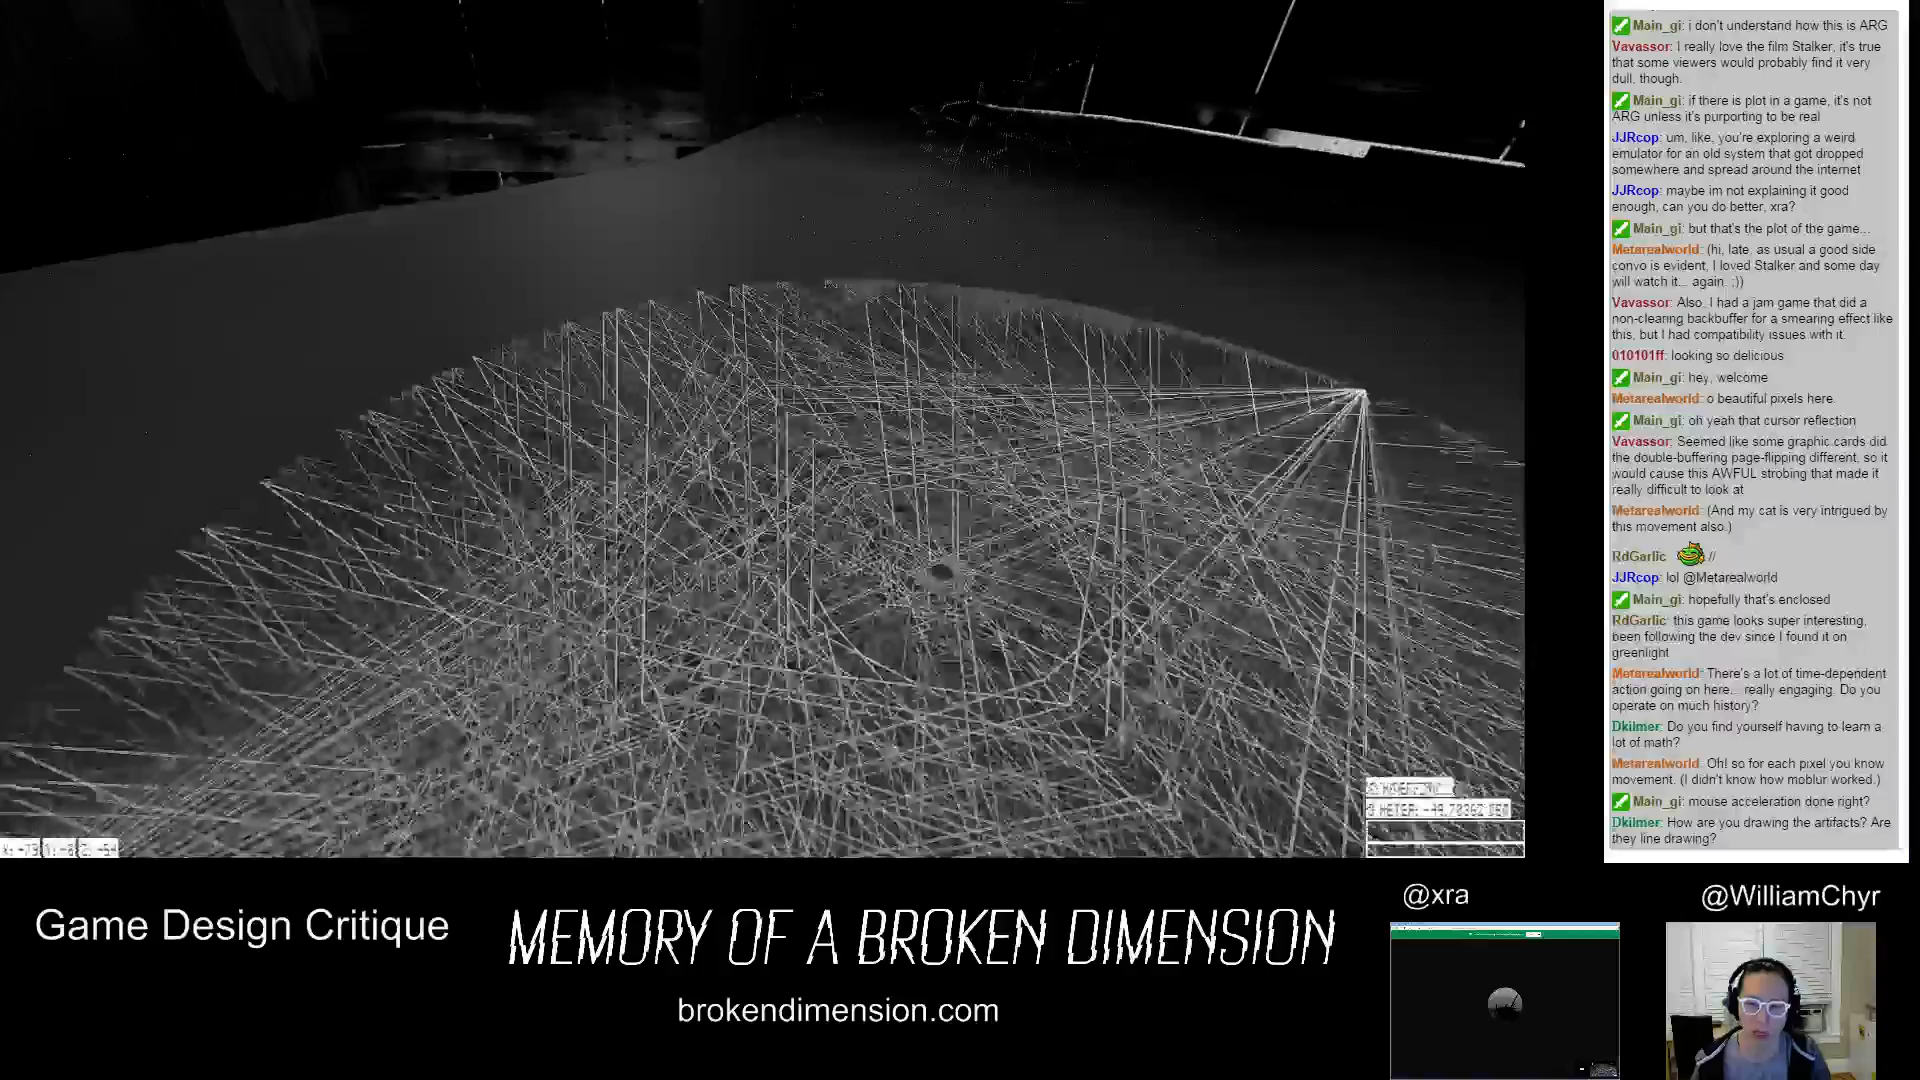 Main_gi: i don't understand how this is ARG
Vavassor: I really love the film Stalker, it's true
that some viewers would probably find it very
dull, though.
Main_gi: if there is plot in a game, it's not
ARG unless it's purporting to be real
JJRcop: um, like, you're exploring a weird
emulator for an old system that got dropped
somewhere and spread around the internet
JJRcop: maybe im not explaining it good
enough, can you do better, xra?
Main_gi: but that's the plot of the game...
Metarealworld: (hi, late, as usual a good side
convo is evident, I loved Stalker and some day
will watch it... again. ;))
Vavassor: Also, I had a jam game that did a
non-clearing backbuffer for a smearing effect like
this, but I had compatibility issues with it.
010101ff: looking so delicious
Main_gi: hey, welcome
Metarealworld: o beautiful pixels here.
Main_gi: oh yeah that cursor reflection
Vavassor: Seemed like some graphic cards did
the double-buffering page-flipping different, so it
would cause this AWFUL strobing that made it
really difficult to look at
Metarealworld: (And my cat is very intrigued by
this movement also.)
RdGarlic //
JJRcop: lol @Metarealworld
Main_gi: hopefully that's enclosed
RdGarlic: this game looks super interesting,
been following the dev since I found it on
greenlight
Metarealworld: There's a lot of time-dependent
action going on here... really engaging. Do you
operate on much history?
Dkilmer: Do you find yourself having to learn a
lot of math?
Metarealworld: Oh! so for each pixel you know
movement. (I didn't know how moblur worked.)
Main_gi: mouse acceleration done right?
Dkilmer: How are you drawing the artifacts? Are
they line drawing?
@xra
@WilliamChyr
Game Design Critique
MEMORY OF A BROKEN DIMENSION
brokendimension.com